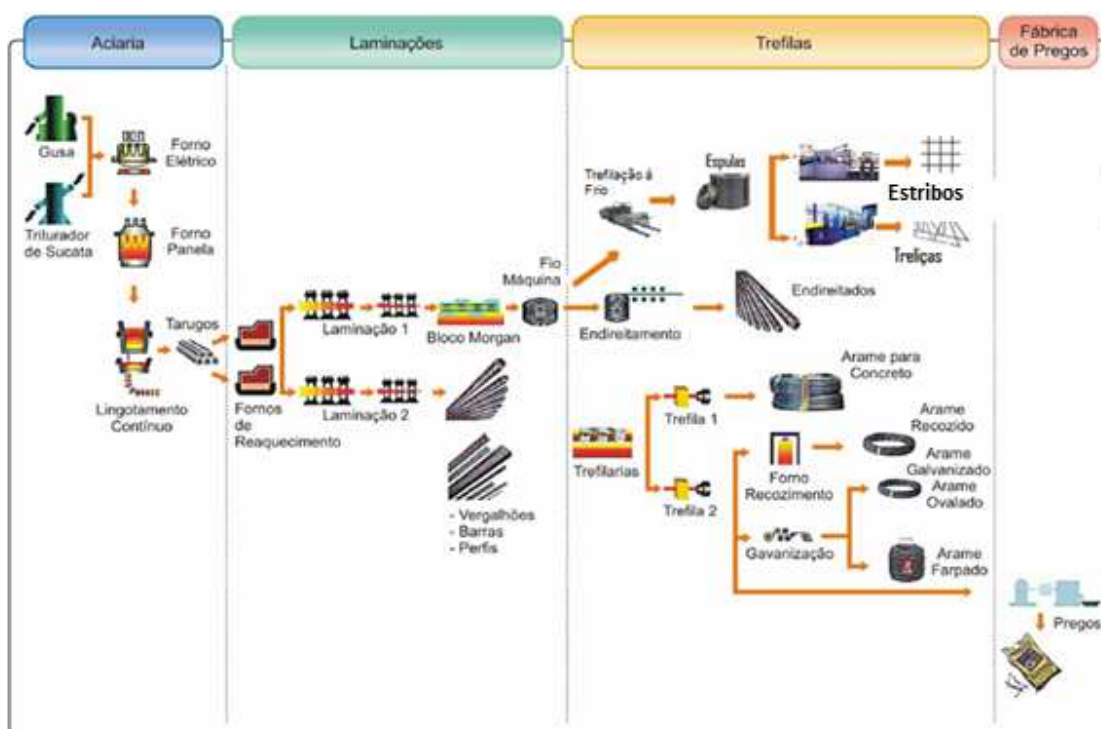 Aciaria
Laminações
Trefilas
Fábrica
de Pregos
Gusa
Forno
Elétrico
Triturador
de Sucata
Forno
Panela
Tarugos
Lingotamento
Contínuo
Fornos
de
Reaquecimento
Laminação 1
Bloco Morgan
Laminação 2
- Vergalhões
- Barras
- Perfis
Fio
Máquina
Trefilação á
Frio
Espulas
Estribos
Treliças
Endireitamento
Endireitados
Trefilarias
Trefila 1
Arame para
Concreto
Trefila 2
Forno
Recozimento
Arame
Recozido
Gavanização
Arame
Galvanizado
Arame
Ovalado
Arame
Farpado
Pregos